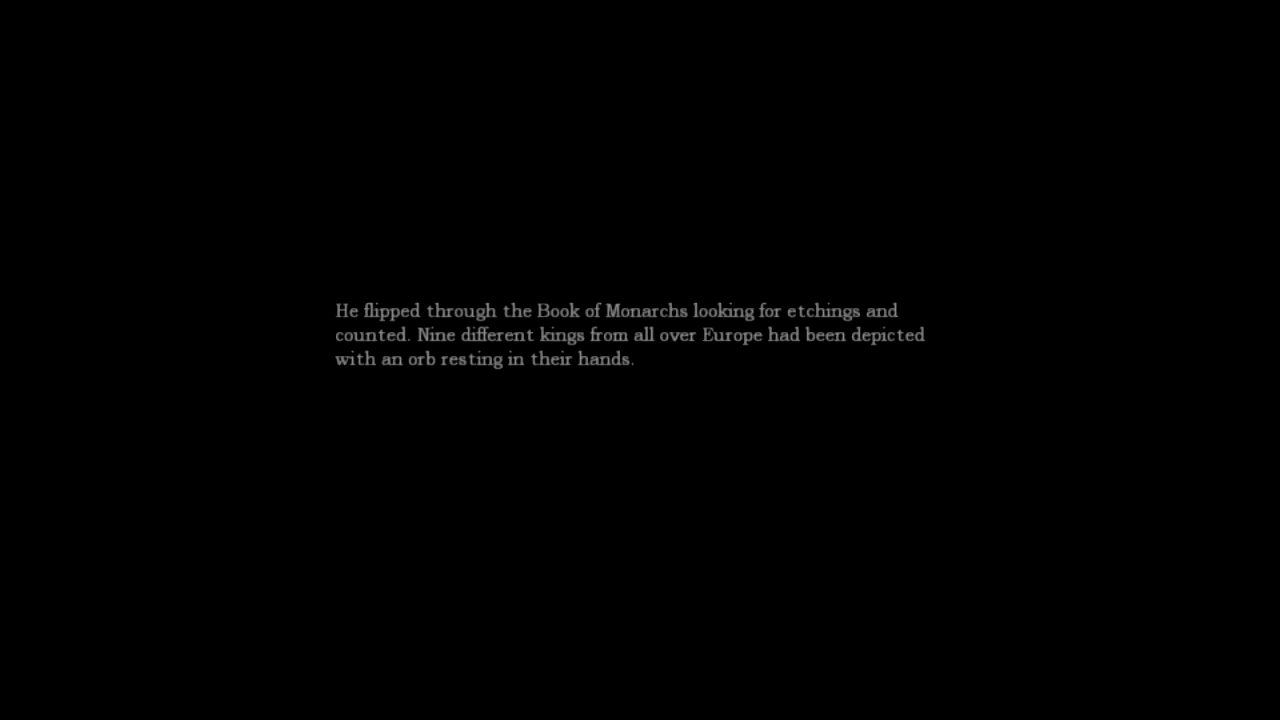 He flipped through the Book of Monarchs looking for etchings and
counted. Nine different kings from all over Europe had been depicted
with an orb resting in their hands.